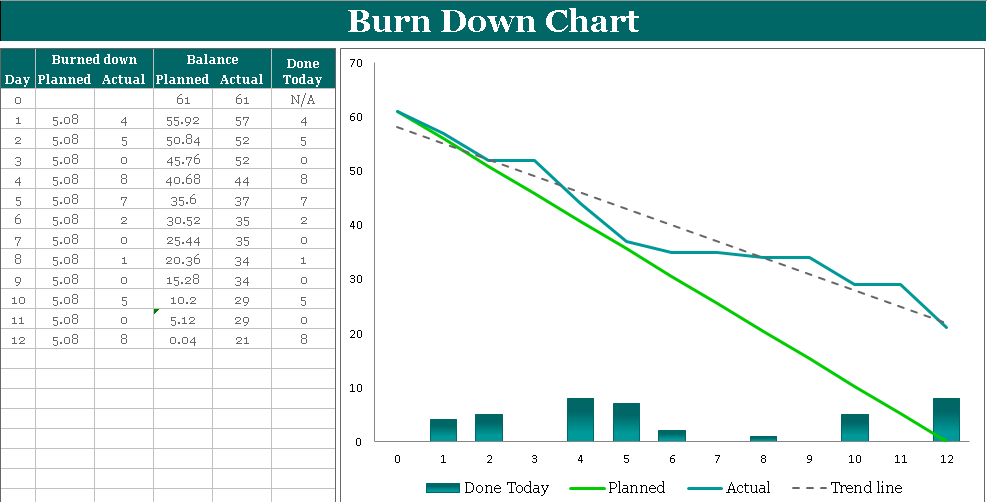 Burn Down Chart
Burned down Balance Done
Day Planned Actual Planned Actual Today
0 61 61 N/A
1 5.08 4 55.92 57 4
2 5.08 5 50.84 52 5
3 5.08 0 45.76 52 0
4 5.08 8 40.68 44 8
5 5.08 7 35.6 37 7
6 5.08 2 30.52 35 2
7 5.08 0 25.44 35 0
8 5.08 1 20.36 34 1
9 5.08 0 15.28 34 0
10 5.08 5 10.2 29 5
11 5.08 0 5.12 29 0
12 5.08 8 0.04 21 8
70
60
50
40
30
20
10
0
0 1 2 3 4 5 6 7 8 9 10 11 12
Done Today Planned Actual Trend line